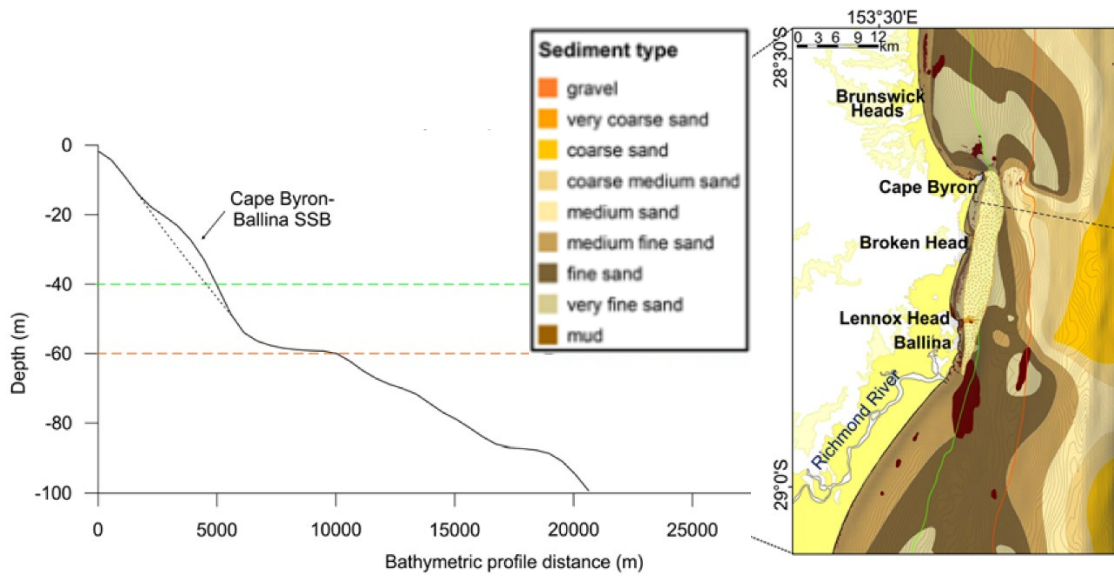 0
-20
-40
-60
-80
-100
Depth (m)
0
5000
10000
15000
20000
25000
Bathymetric profile distance (m)
Cape Byron-
Ballina SSB
Sediment type
gravel
very coarse sand
coarse sand
coarse medium sand
medium sand
medium fine sand
fine sand
very fine sand
mud
153°30'E
0 3 6 9 12
km
28°30'S
Brunswick
Heads
Cape Byron
Broken Head
Lennox Head
Ballina
Richmond River
29°0'S